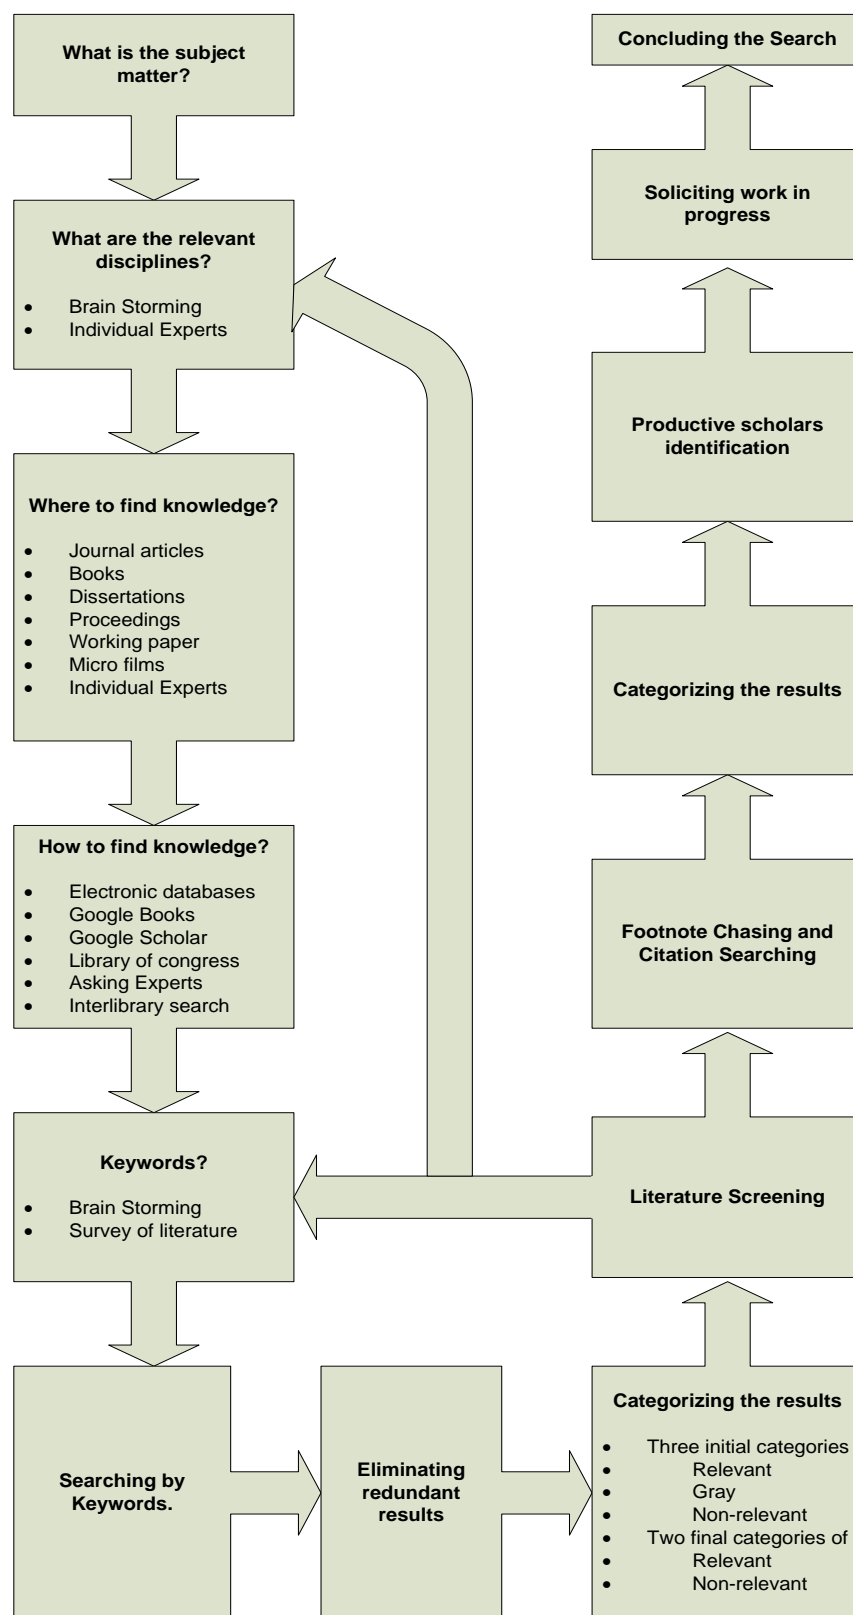 What is the subject
matter?
What are the relevant
disciplines?
• Brain Storming
• Individual Experts
Where to find knowledge?
• Journal articles
• Books
• Dissertations
• Proceedings
• Working paper
• Micro films
• Individual Experts
How to find knowledge?
• Electronic databases
• Google Books
• Google Scholar
• Library of congress
• Asking Experts
• Interlibrary search
Keywords?
• Brain Storming
• Survey of literature
Searching by
Keywords.
Eliminating
redundant
results
Categorizing the results
• Three initial categories
• Relevant
• Gray
• Non-relevant
• Two final categories of
• Relevant
• Non-relevant
Literature Screening
Footnote Chasing and
Citation Searching
Categorizing the results
Productive scholars
identification
Soliciting work in
progress
Concluding the Search